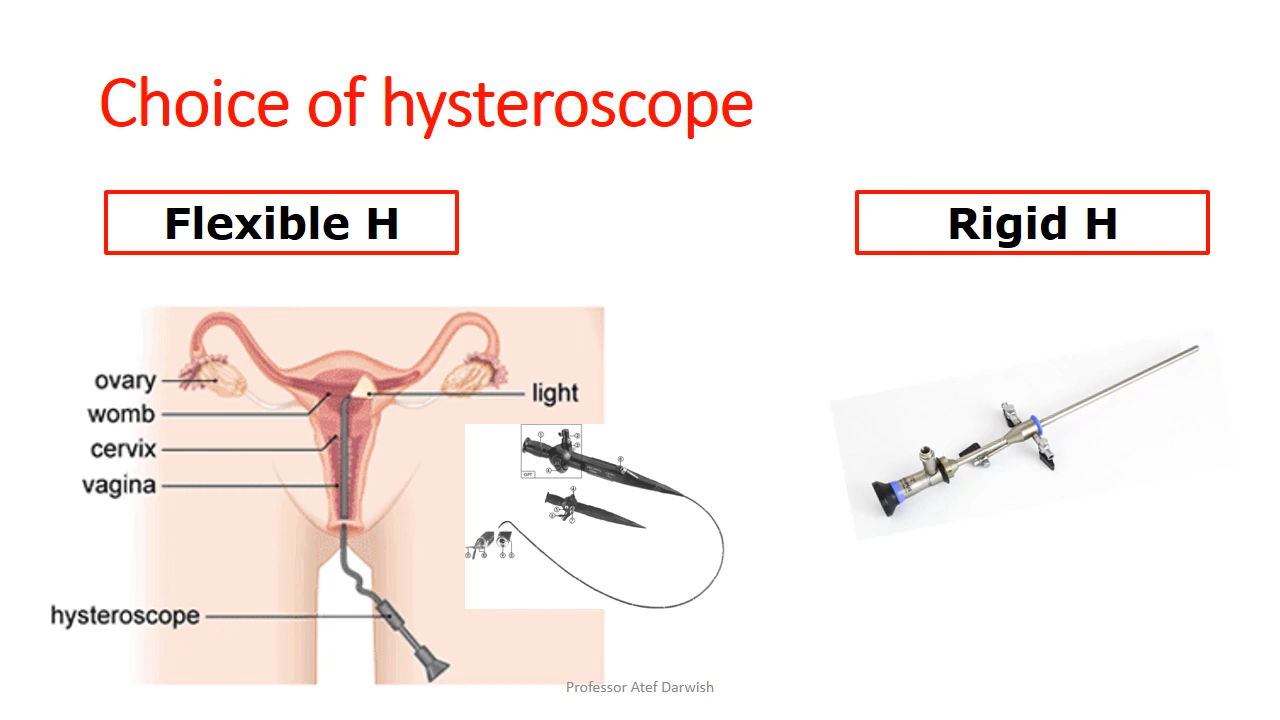 Choice of hysteroscope
Flexible H
Rigid H
ovary
womb
cervix
vagina
light
hysteroscope
Professor Atef Darwish